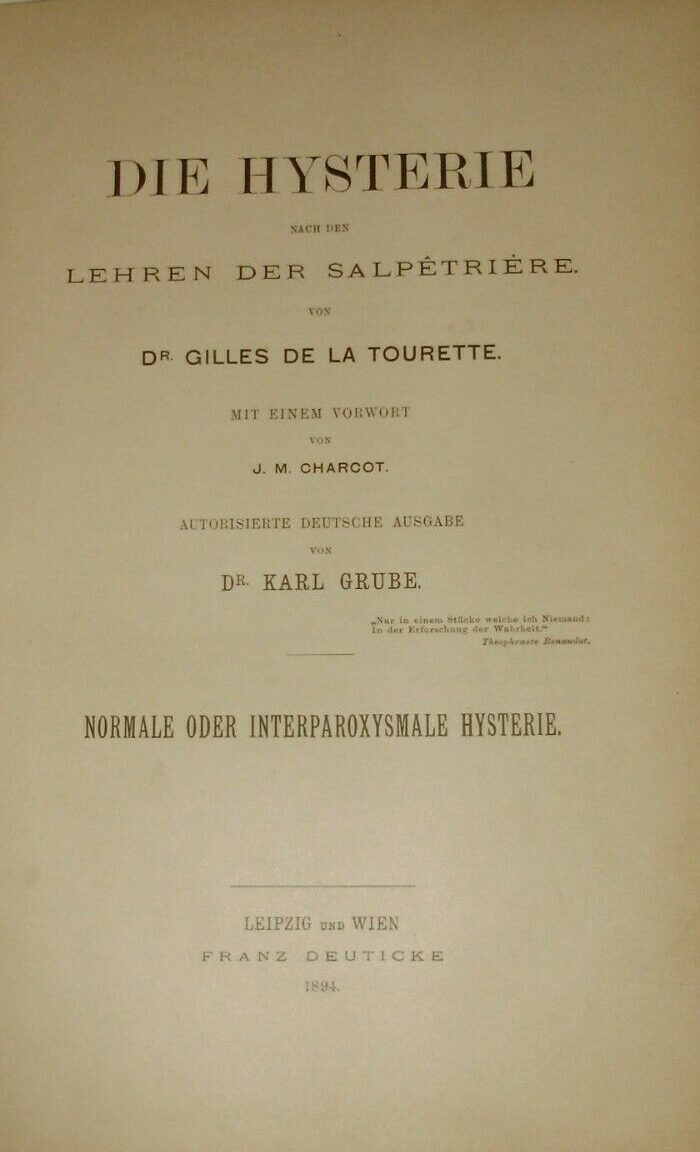 DIE HYSTERIE
NACH DEN
LEHREN DER SALPÊTRIÈRE.
VON
DR. GILLES DE LA TOURETTE.
MIT EINEM VORWORT
VON
J. M. CHARCOT.
AUTORISIERTE DEUTSCHE AUSGABE
VON
DR. KARL GRUBE.
„Nur in einem Stücke weiche ich Niemand:
In der Erforschung der Wahrheit.“
Theophraste Renaudot.
NORMALE ODER INTERPAROXYSMALE HYSTERIE.
LEIPZIG UND WIEN
FRANZ DEUTICKE
1894.